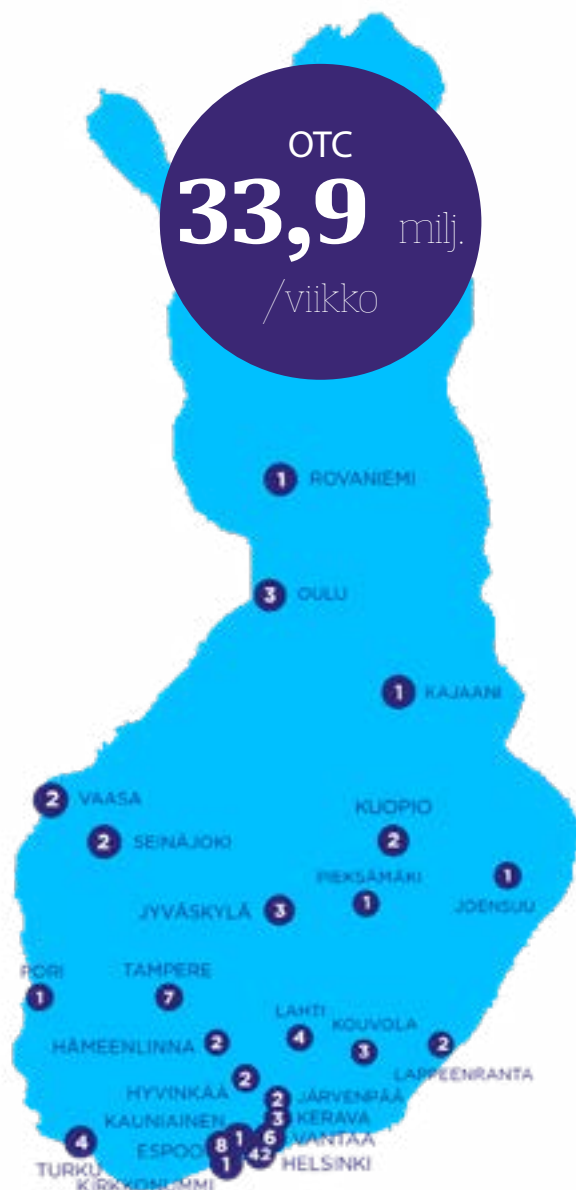 OTC
33,9 milj.
/viikko
1 ROVANIEMI
3 OULU
1 KAJAANI
2 VAASA
KUOPIO
2
2 SEINÄJOKI
PIEKSÄMÄKI
1
1
JOENSUU
JYVÄSKYLÄ 3
PORI
1
TAMPERE
7
LAHTI
4
KOUVOLA
3
HÄMEENLINNA 2
2
LAPPEENRANTA
2
HYVINKÄÄ
2 JÄRVENPÄÄ
3 KERAVA
KAUNIAINEN
1
6 VANTAA
ESPOO 8
42 HELSINKI
4
TURKU
1
KIRKKONUMMI